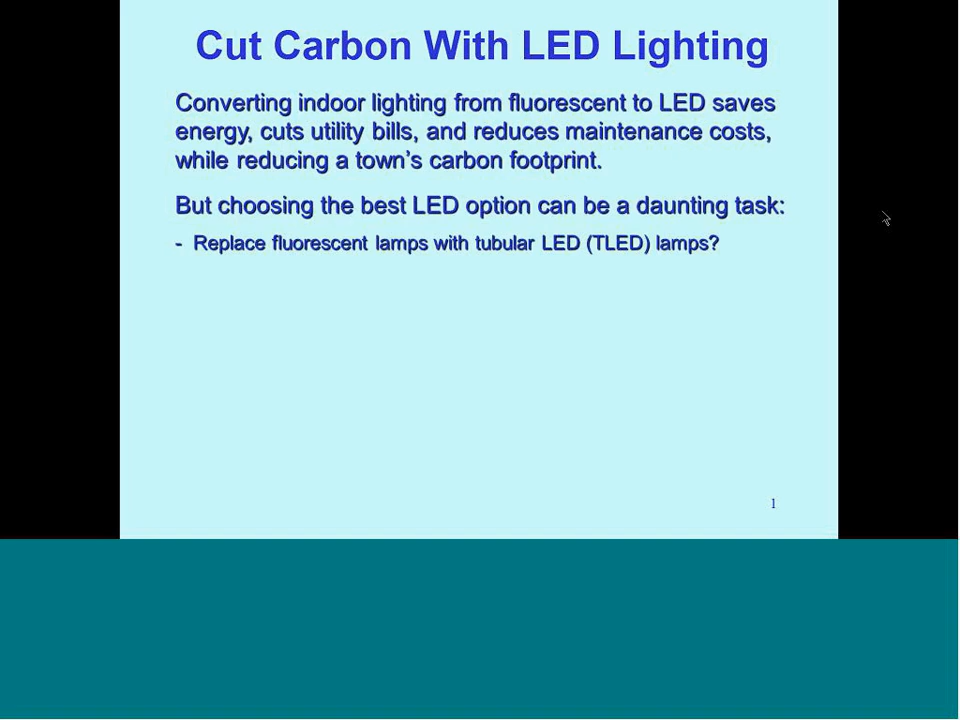 Cut Carbon With LED Lighting
Converting indoor lighting from fluorescent to LED saves
energy, cuts utility bills, and reduces maintenance costs,
while reducing a town’s carbon footprint.
But choosing the best LED option can be a daunting task:
- Replace fluorescent lamps with tubular LED (TLED) lamps?
1